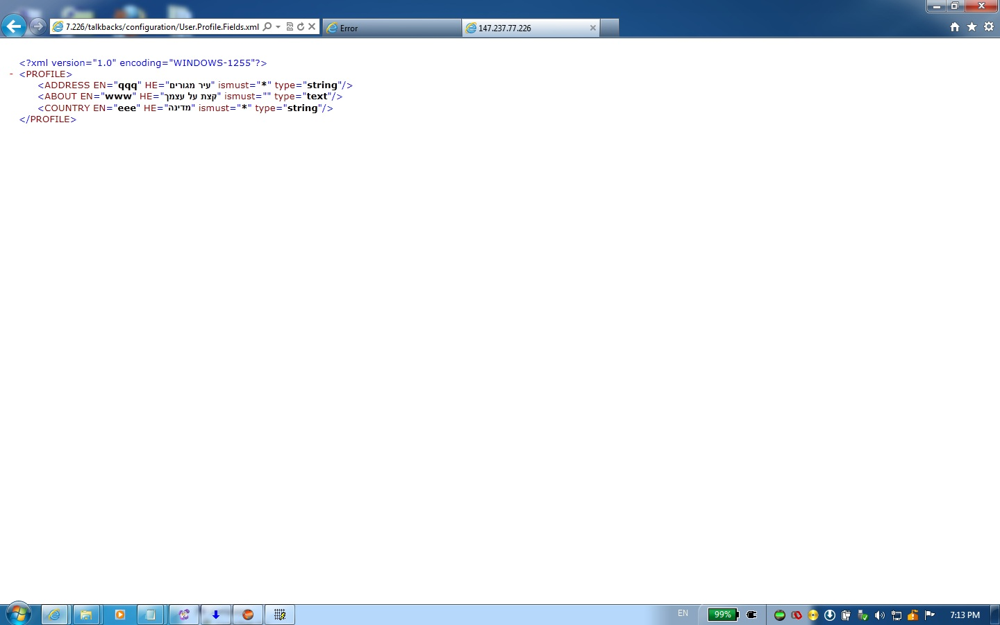 7.226/talkbacks/configuration/User.Profile.Fields.xml
Error
147.237.77.226
<?xml version="1.0" encoding="WINDOWS-1255"?>
- <PROFILE>
<ADDRESS EN="qqq" HE="עיר מגורים" ismust="*" type="string"/>
<ABOUT EN="www" HE="קצת על עצמך" ismust="" type="text"/>
<COUNTRY EN="eee" HE="מדינה" ismust="*" type="string"/>
</PROFILE>
EN
99%
7:13 PM